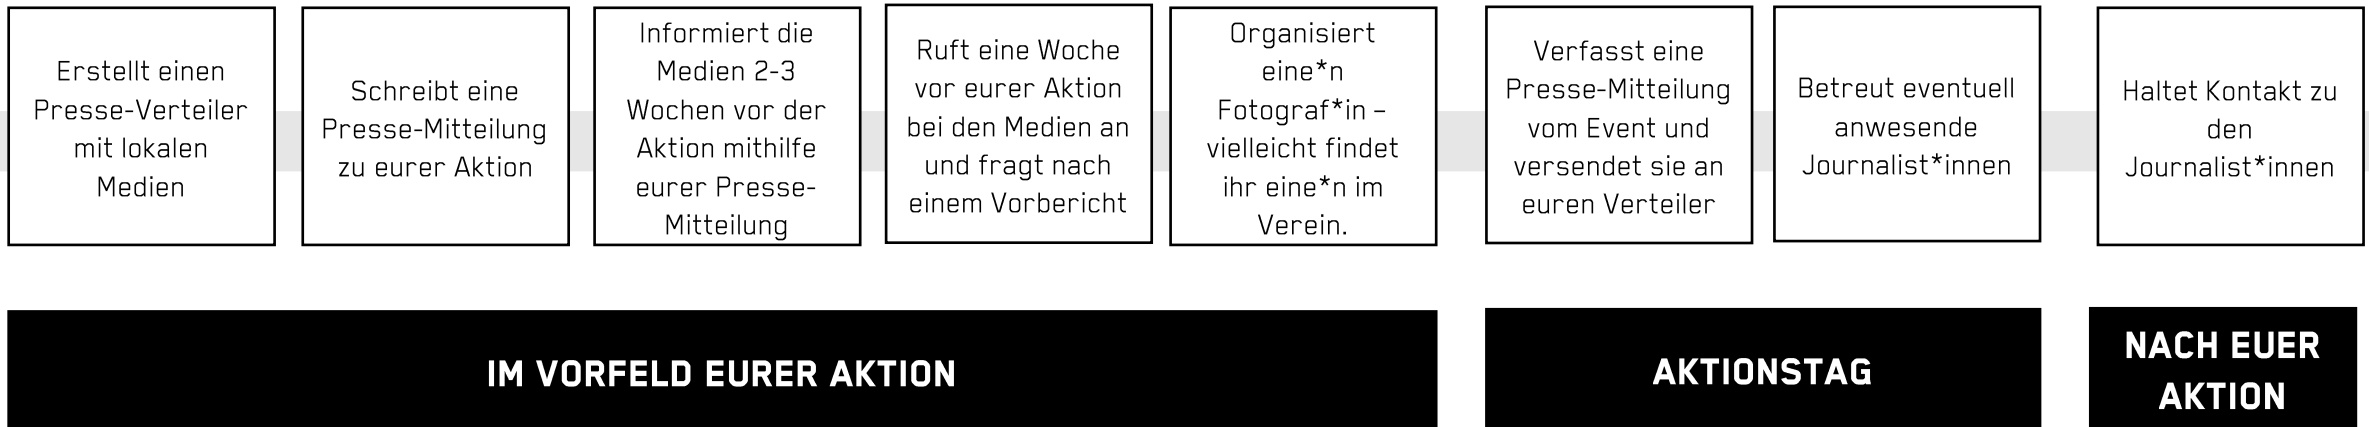 Erstellt einen
Presse-Verteiler
mit lokalen
Medien
Schreibt eine
Presse-Mitteilung
zu eurer Aktion
Informiert die
Medien 2-3
Wochen vor der
Aktion mithilfe
eurer Presse-
Mitteilung
Ruft eine Woche
vor eurer Aktion
bei den Medien an
und fragt nach
einem Vorbericht
Organisiert
eine*n
Fotograf*in –
vielleicht findet
ihr eine*n im
Verein.
Verfasst eine
Presse-Mitteilung
vom Event und
versendet sie an
euren Verteiler
Betreut eventuell
anwesende
Journalist*innen
Haltet Kontakt zu
den
Journalist*innen
IM VORFELD EURER AKTION
AKTIONSTAG
NACH EUER
AKTION